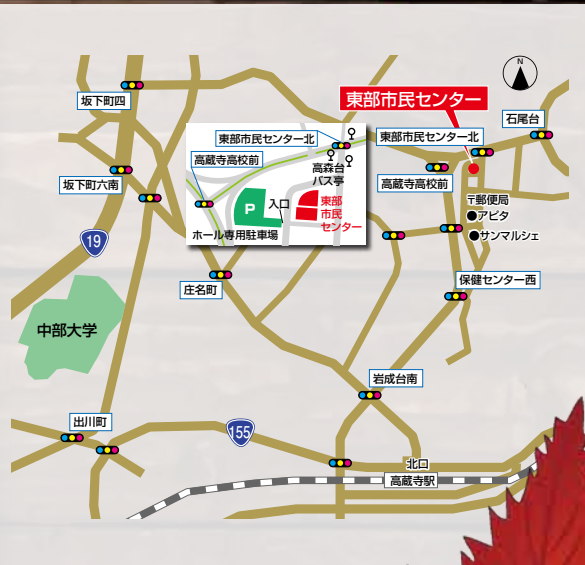 N
坂下町四
東部市民センター
石尾台
東部市民センター北
東部市民センター北
高蔵寺高校前
高森台
バス亭
高蔵寺高校前
坂下町六南
P
入口
東部
市民
センター
ホール専用駐車場
〒郵便局
アピタ
サンマルシェ
19
庄名町
保健センター西
中部大学
岩成台南
出川町
155
北口
高蔵寺駅